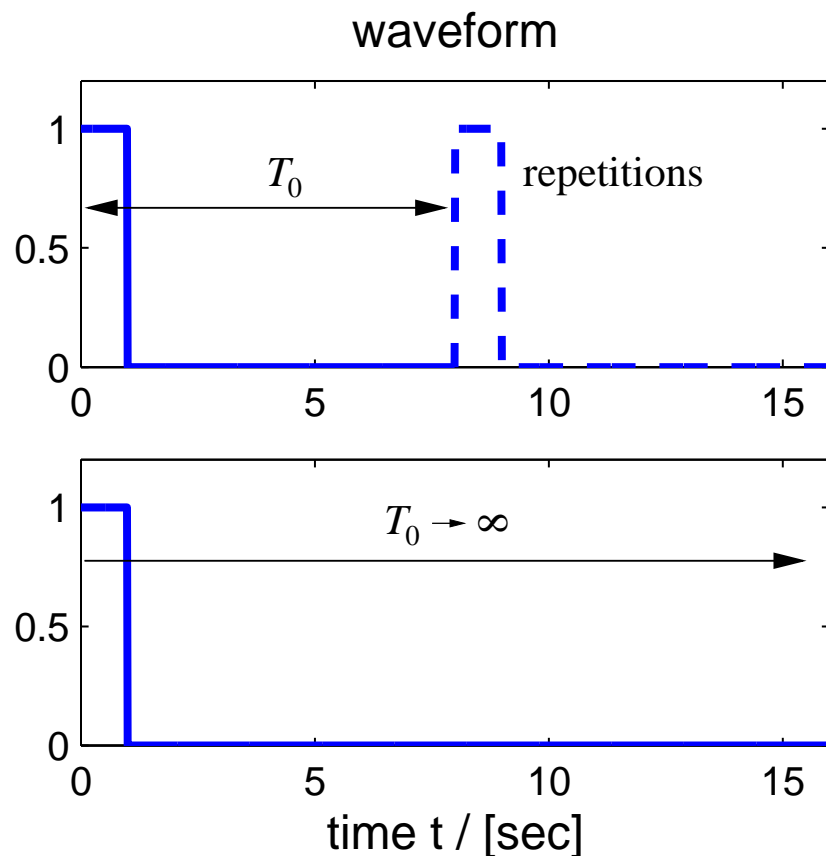 waveform
1
T₀
repetitions
0.5
0
0 5 10 15
1
T₀ → ∞
0.5
0
0 5 10 15
time t / [sec]